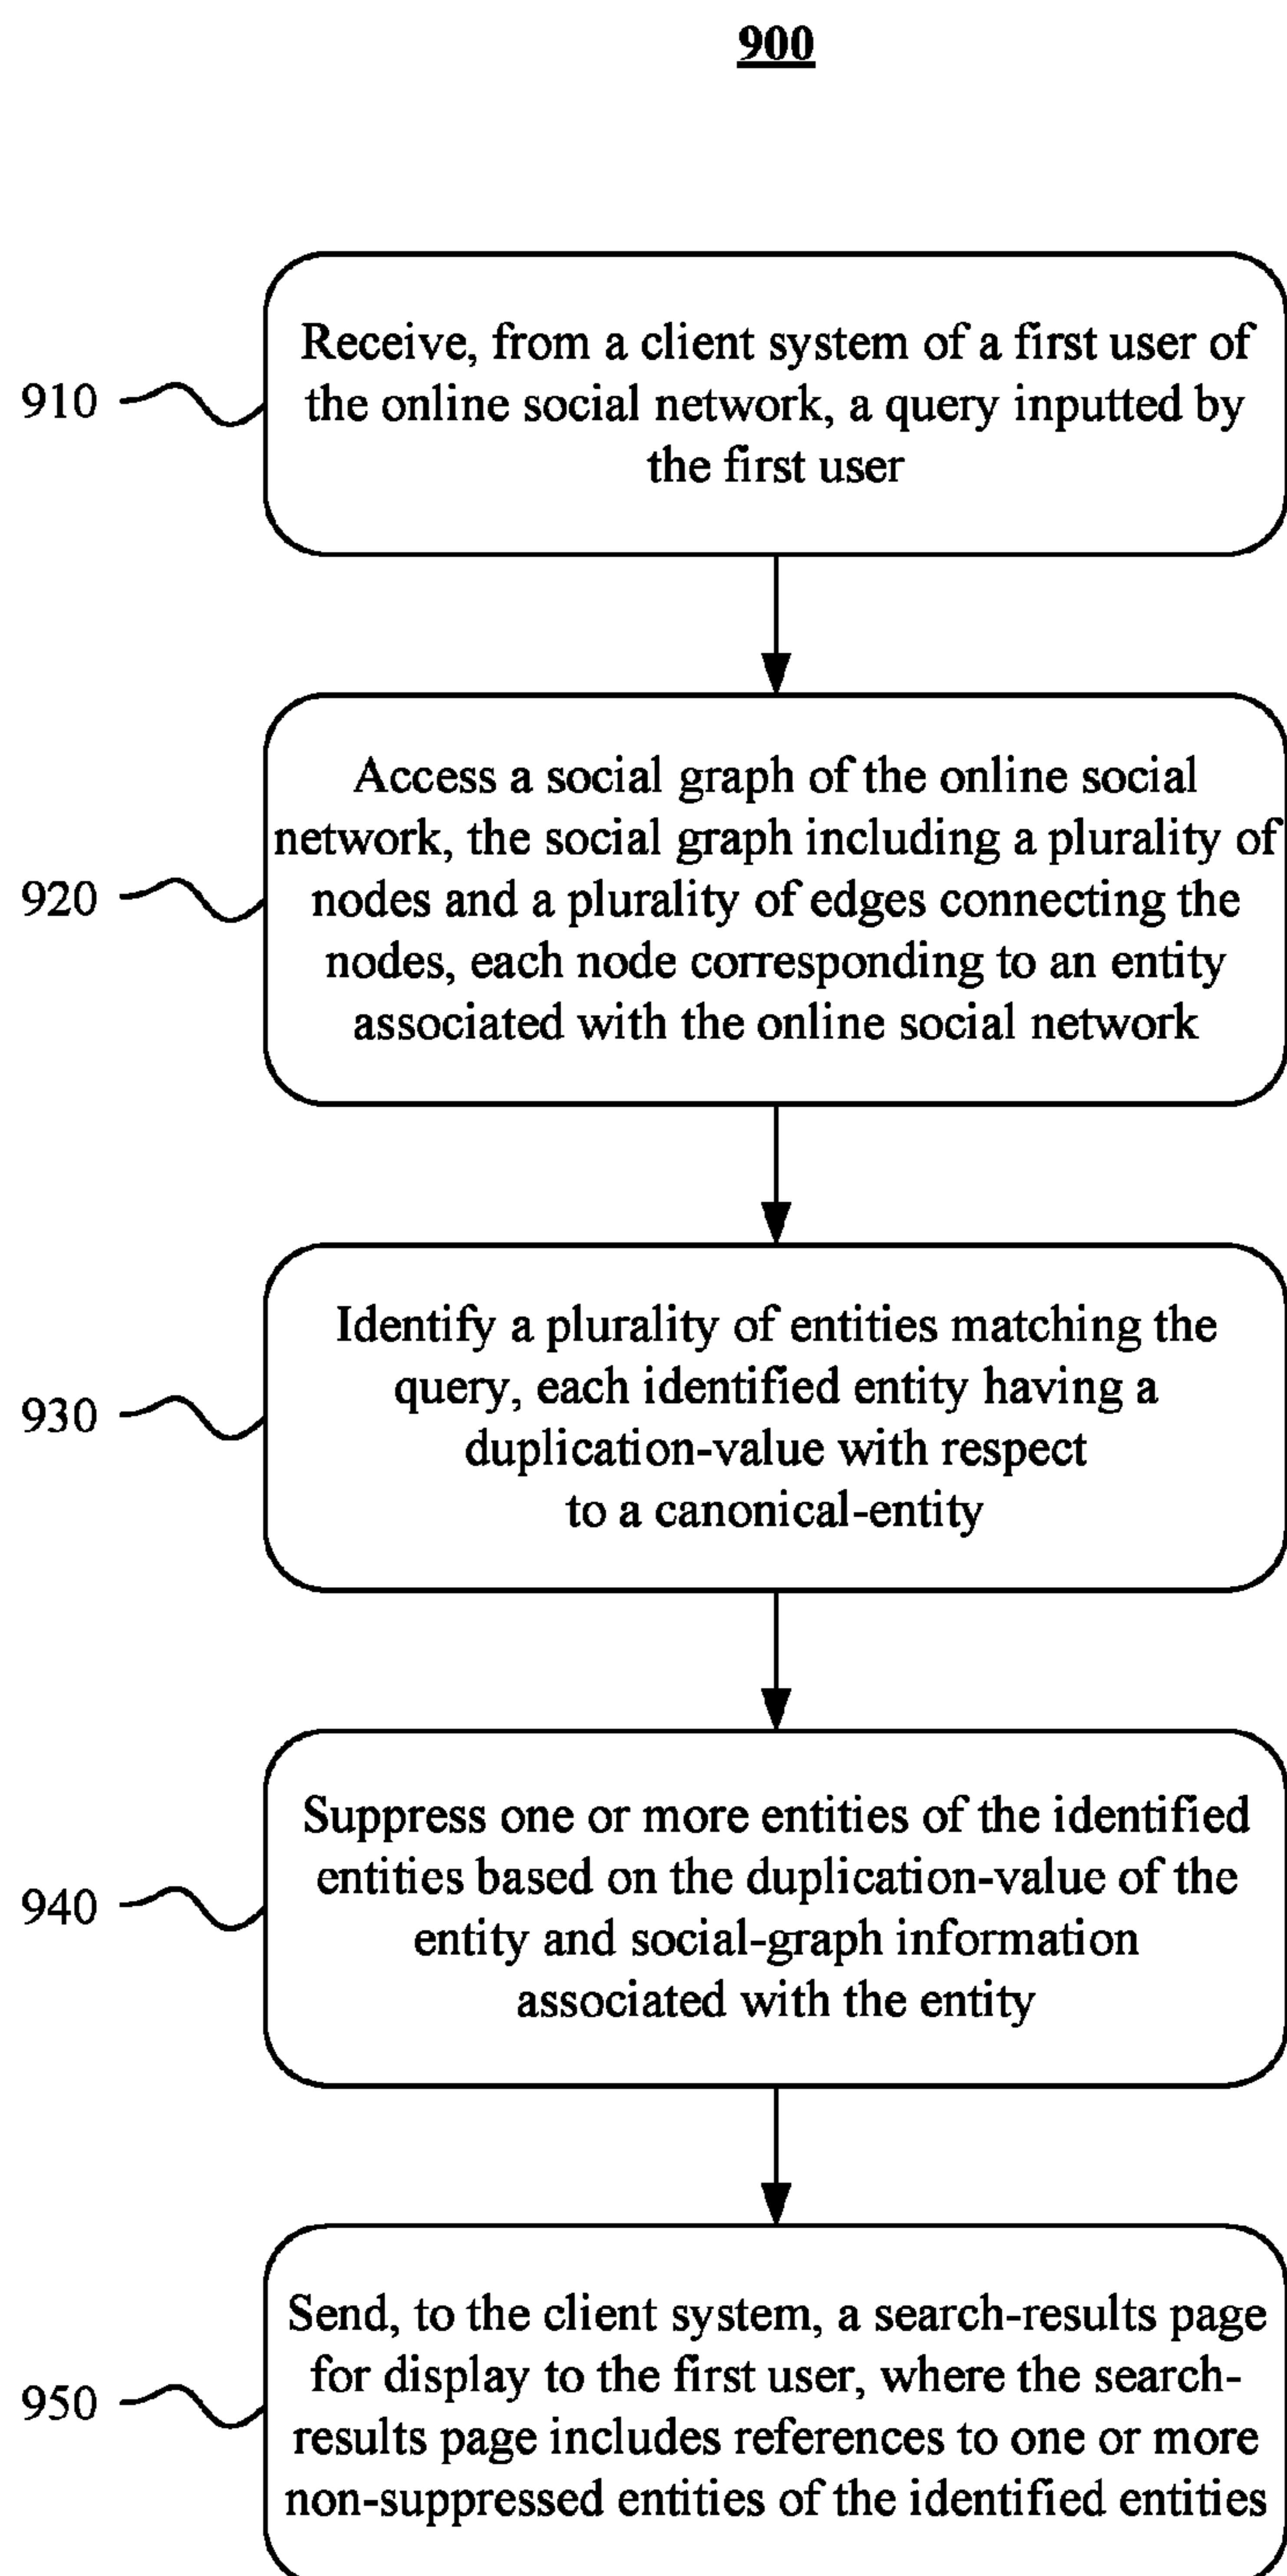 900
910
Receive, from a client system of a first user of
the online social network, a query inputted by
the first user
920
Access a social graph of the online social
network, the social graph including a plurality of
nodes and a plurality of edges connecting the
nodes, each node corresponding to an entity
associated with the online social network
930
Identify a plurality of entities matching the
query, each identified entity having a
duplication-value with respect
to a canonical-entity
940
Suppress one or more entities of the identified
entities based on the duplication-value of the
entity and social-graph information
associated with the entity
950
Send, to the client system, a search-results page
for display to the first user, where the search-
results page includes references to one or more
non-suppressed entities of the identified entities